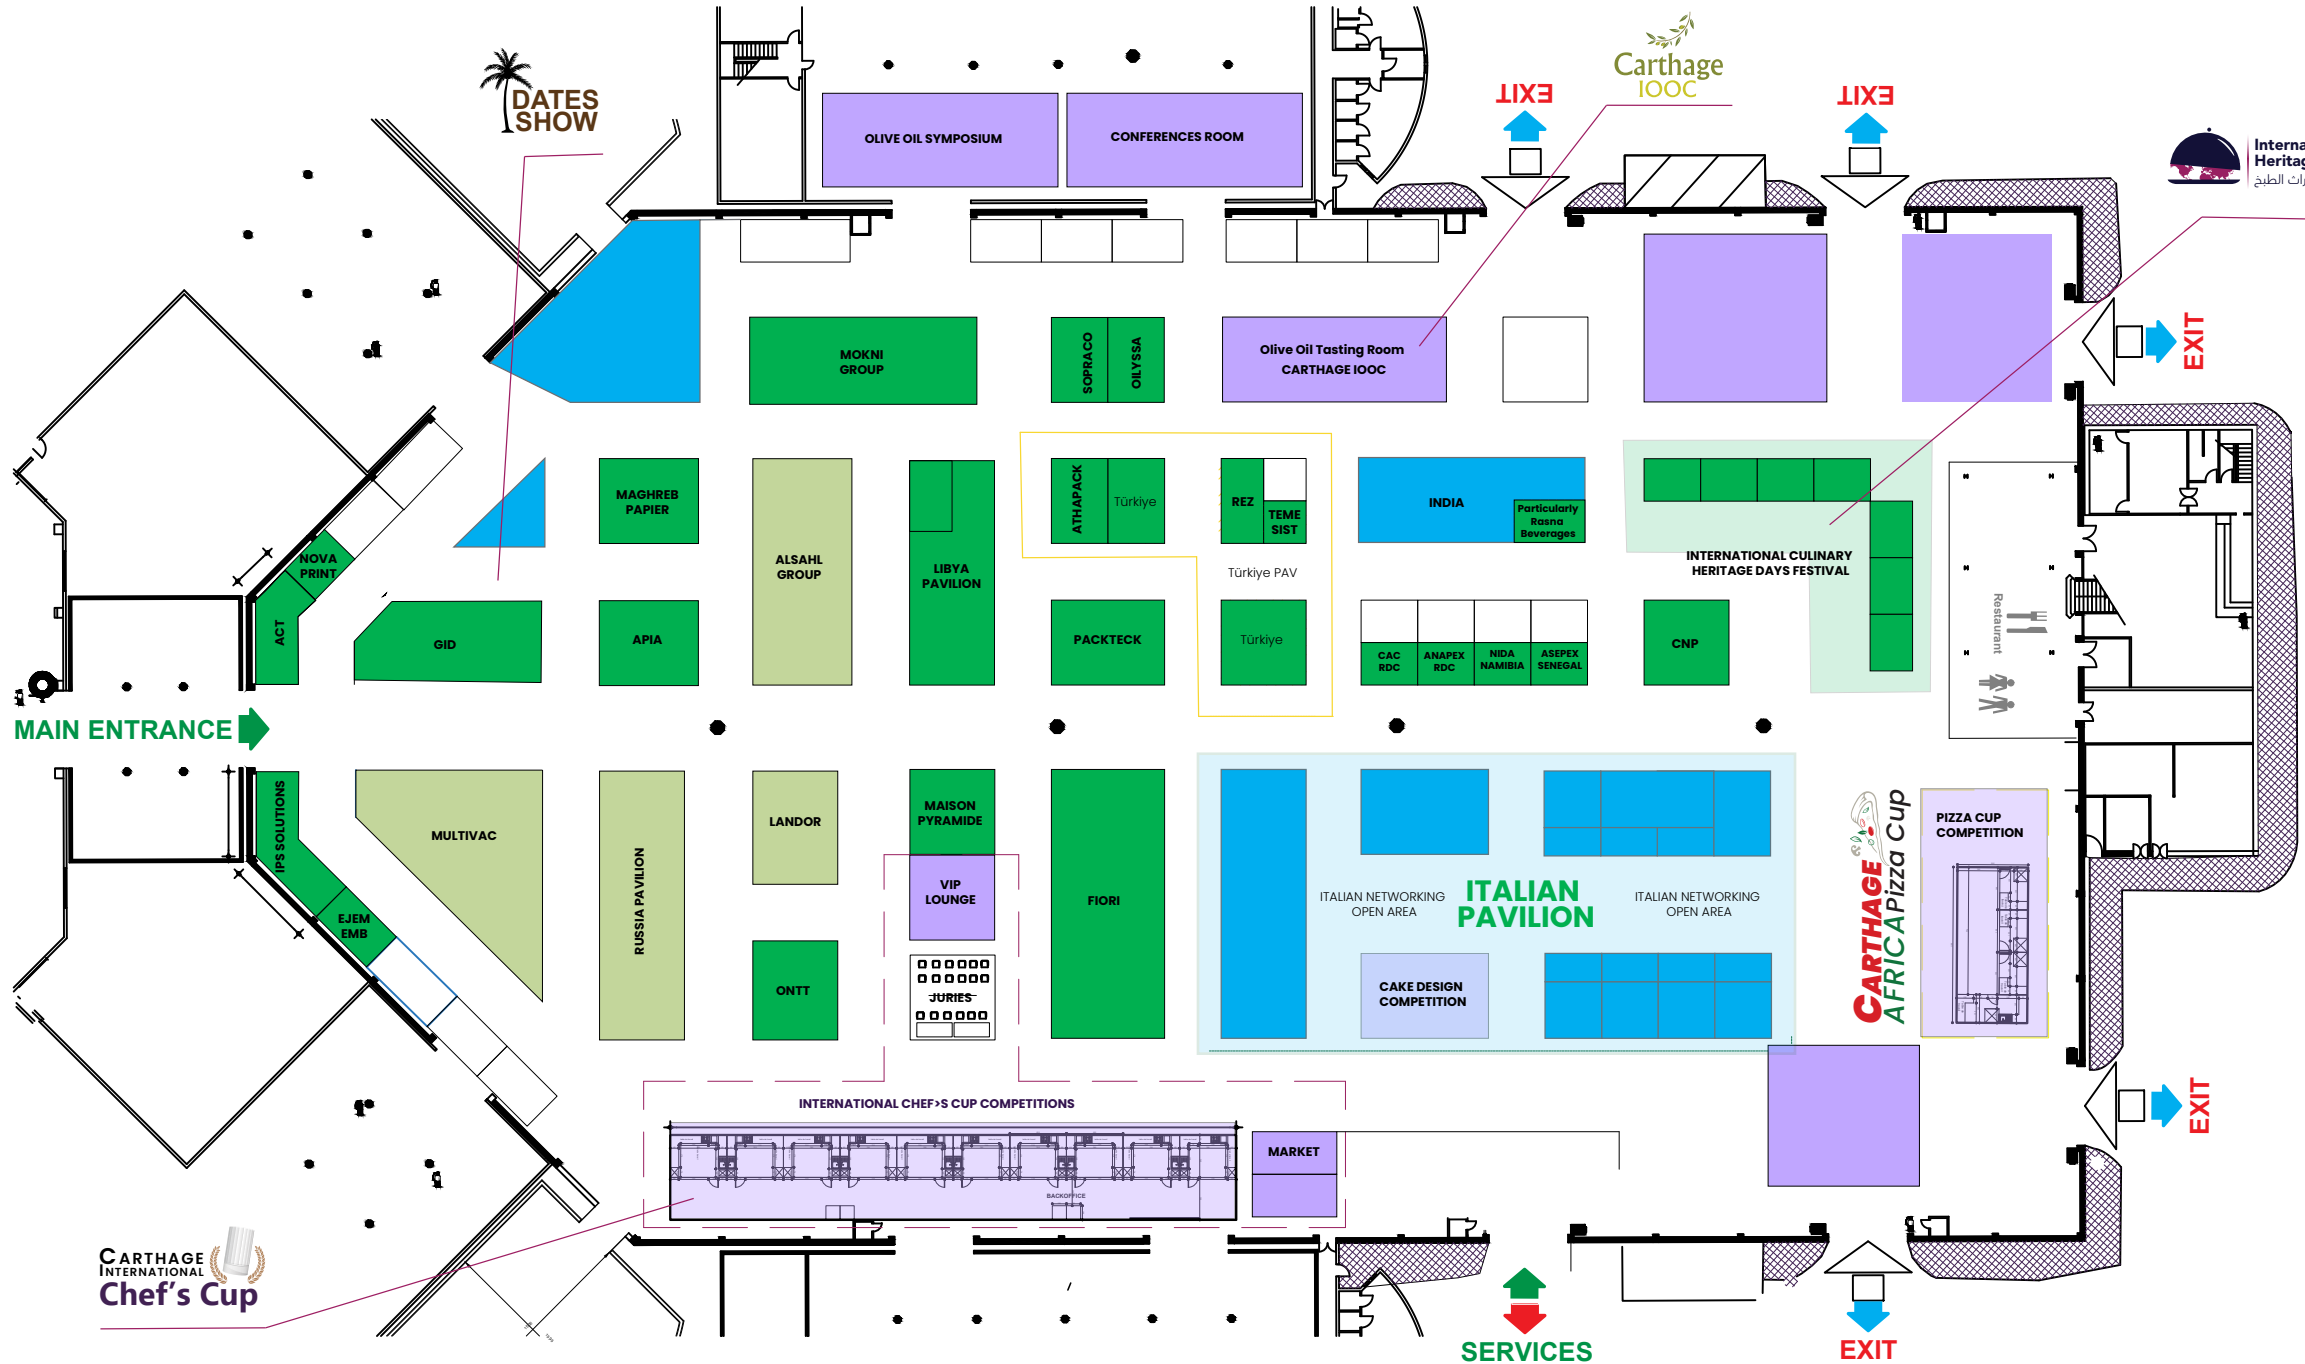 DATES
SHOW
Carthage
IOOC
EXIT
EXIT
OLIVE OIL SYMPOSIUM
CONFERENCES ROOM
Interna
Heritag
راث الطبخ
MOKNI
GROUP
SOPRACO
OILYSSA
Olive Oil Tasting Room
CARTHAGE IOOC
EXIT
MAGHREB
PAPIER
ALSAHL
GROUP
LIBYA
PAVILION
ATHAPACK
Türkiye
REZ
TEME
SIST
INDIA
Particularly
Rasna
Beverages
NOVA
PRINT
ACT
GID
APIA
PACKTECK
Türkiye PAV
Türkiye
INTERNATIONAL CULINARY
HERITAGE DAYS FESTIVAL
CAC
RDC
ANAPEX
RDC
NIDA
NAMIBIA
ASEPEX
SENEGAL
CNP
Restaurant
MAIN ENTRANCE
IPS SOLUTIONS
EJEM
EMB
MULTIVAC
RUSSIA PAVILION
LANDOR
ONTT
MAISON
PYRAMIDE
VIP
LOUNGE
JURIES
FIORI
ITALIAN NETWORKING
OPEN AREA
ITALIAN
PAVILION
ITALIAN NETWORKING
OPEN AREA
CAKE DESIGN
COMPETITION
CARTHAGE
AFRICA Pizza Cup
PIZZA CUP
COMPETITION
EXIT
INTERNATIONAL CHEF>S CUP COMPETITIONS
BACKOFFICE
MARKET
CARTHAGE
INTERNATIONAL
Chef's Cup
SERVICES
EXIT